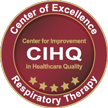 Center of Excellence
Center for Improvement
CIHQ
in Healthcare Quality
Respiratory Therapy